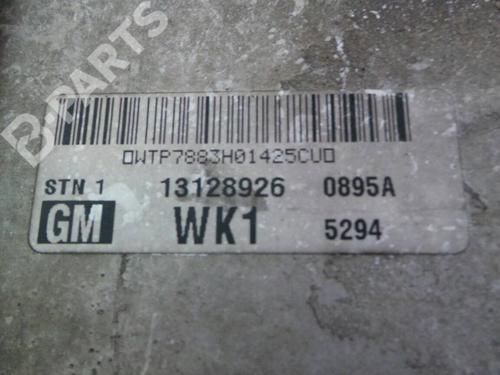 B-PARTS
□WTP7883H01425CU□
STN 1 13128926 0895A
GM WK1 5294